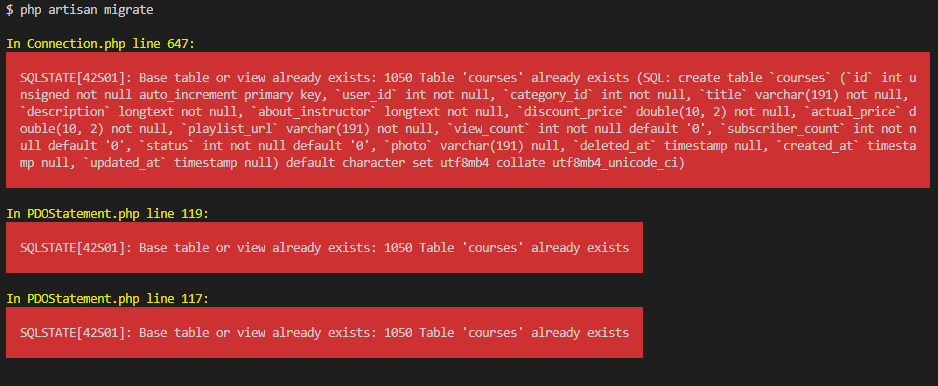 $ php artisan migrate
In Connection.php line 647:
SQLSTATE[42S01]: Base table or view already exists: 1050 Table 'courses' already exists (SQL: create table `courses` (`id` int u
nsigned not null auto_increment primary key, `user_id` int not null, `category_id` int not null, `title` varchar(191) not null,
`description` longtext not null, `about_instructor` longtext not null, `discount_price` double(10, 2) not null, `actual_price` d
ouble(10, 2) not null, `playlist_url` varchar(191) not null, `view_count` int not null default '0', `subscriber_count` int not n
ull default '0', `status` int not null default '0', `photo` varchar(191) null, `deleted_at` timestamp null, `created_at` timesta
mp null, `updated_at` timestamp null) default character set utf8mb4 collate utf8mb4_unicode_ci)
In PDOStatement.php line 119:
SQLSTATE[42S01]: Base table or view already exists: 1050 Table 'courses' already exists
In PDOStatement.php line 117:
SQLSTATE[42S01]: Base table or view already exists: 1050 Table 'courses' already exists